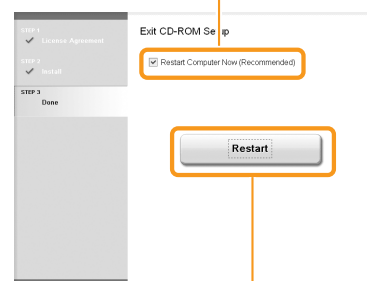 STEP 1
License Agreement
STEP 2
Install
STEP 3
Done
Exit CD-ROM Setup
Restart Computer Now (Recommended)
Restart